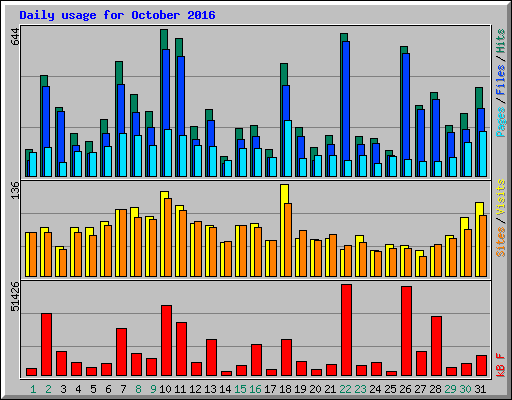 Daily usage for October 2016
644
Pages / Files / Hits
136
Sites / Visits
51426
kB F
1 2 3 4 5 6 7 8 9 10 11 12 13 14 15 16 17 18 19 20 21 22 23 24 25 26 27 28 29 30 31